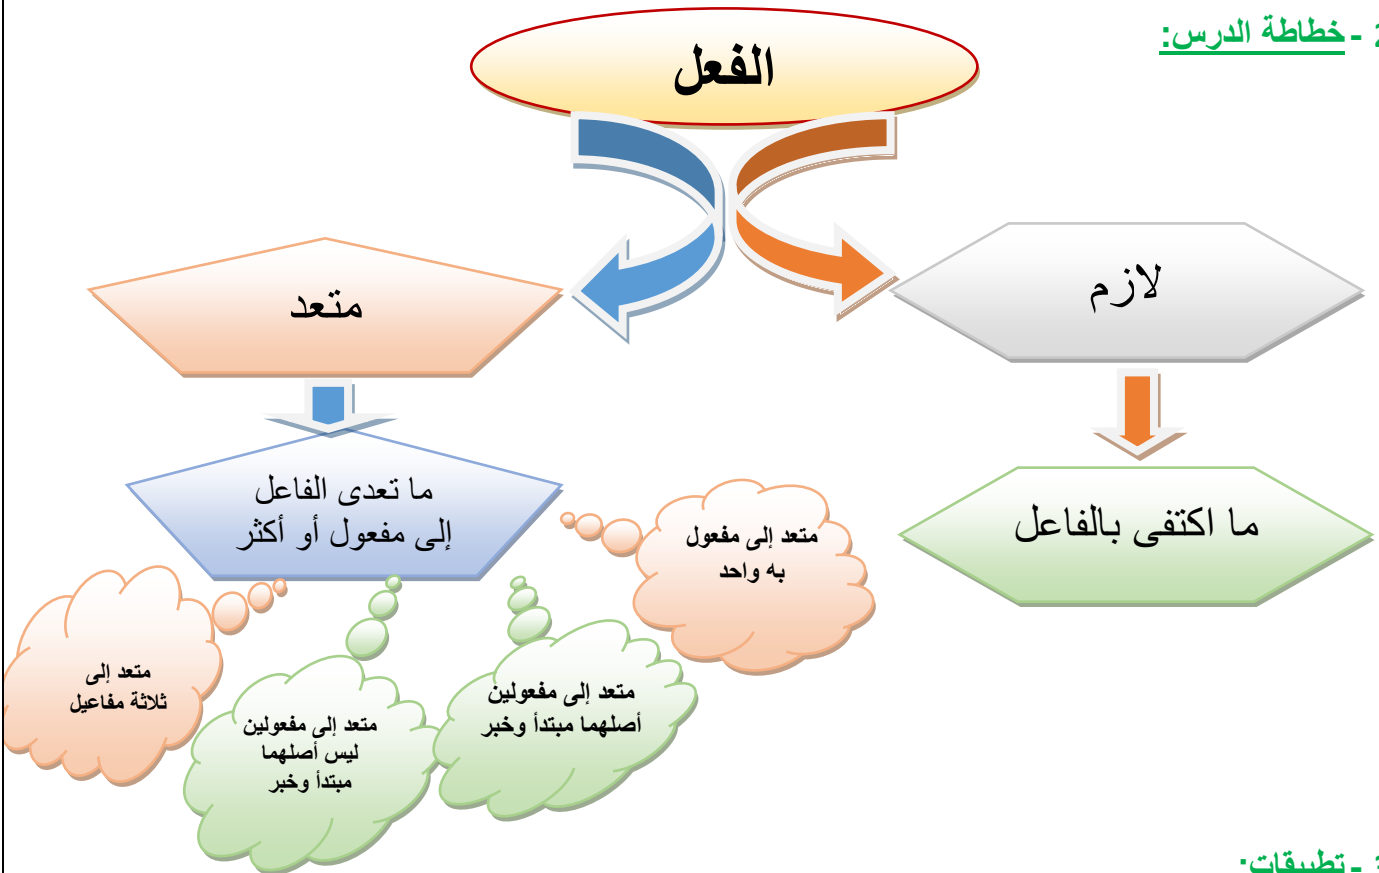 - خطاطة الدرس:
الفعل
لازم
متعد
ما اكتفى بالفاعل
ما تعدى الفاعل
إلى مفعول أو أكثر
متعد إلى مفعول
به واحد
متعد إلى مفعولين
أصلهما مبتدأ وخبر
متعد إلى مفعولين
ليس أصلهما
مبتدأ وخبر
متعد إلى
ثلاثة مفاعيل
- تطبيقات: